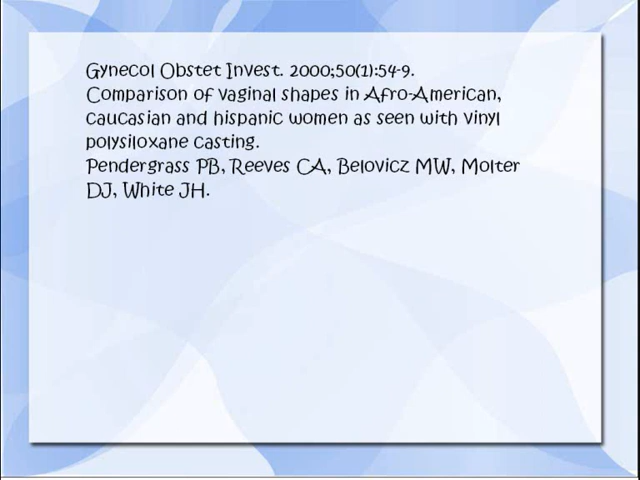 Gynecol Obstet Invest. 2000;50(1):54-9.
Comparison of vaginal shapes in Afro-American,
caucasian and hispanic women as seen with vinyl
polysiloxane casting.
Pendergrass PB, Reeves CA, Belovicz MW, Molter
DJ, White JH.